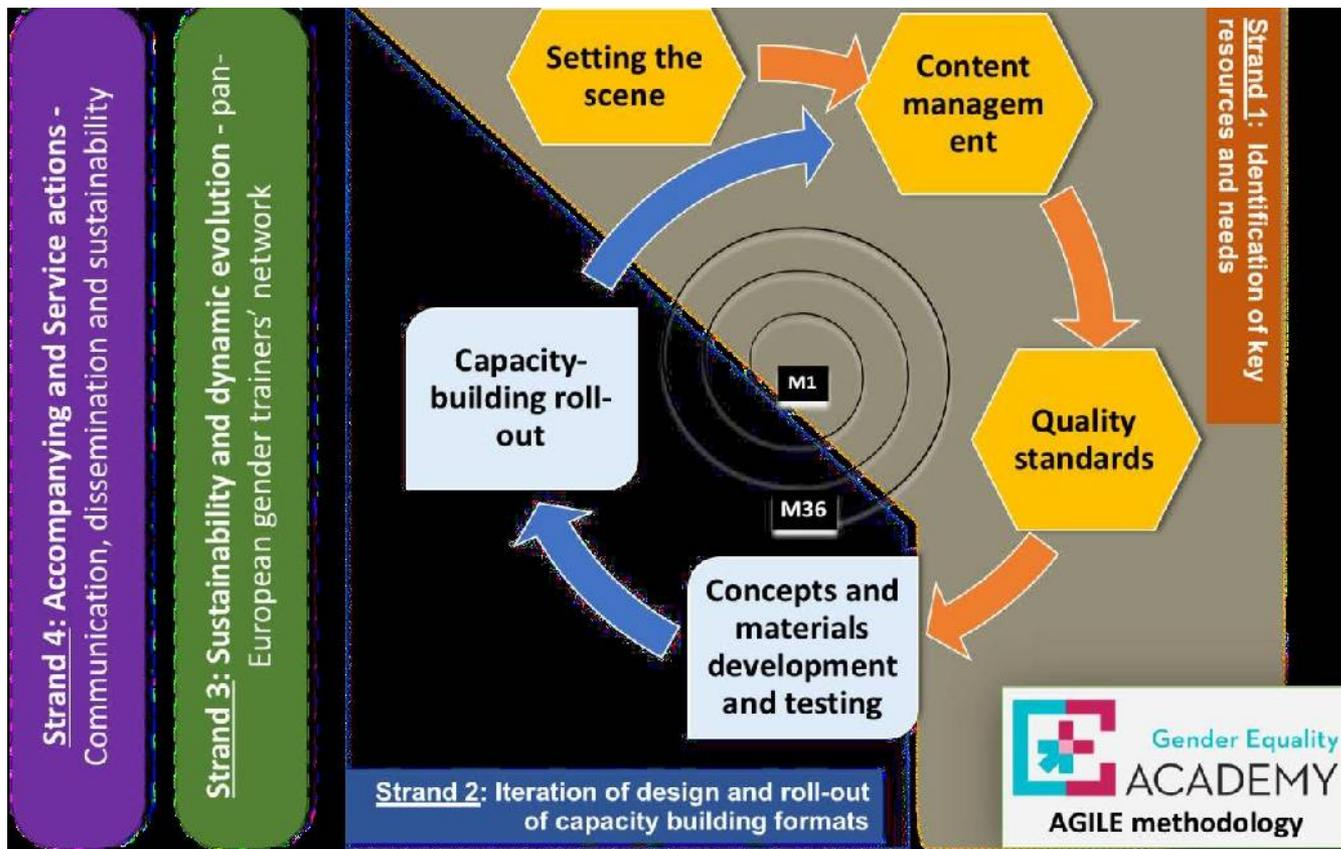 Strand 4: Accompanying and Service actions -
Communication, dissemination and sustainability
Strand 3: Sustainability and dynamic evolution - pan-
European gender trainers' network
Setting the
scene
Content
managem
ent
Strand 1: Identification of key
resources and needs
Capacity-
building roll-
out
M1
Quality
standards
M36
Concepts and
materials
development
and testing
Strand 2: Iteration of design and roll-out
of capacity building formats
Gender Equality
ACADEMY
AGILE methodology